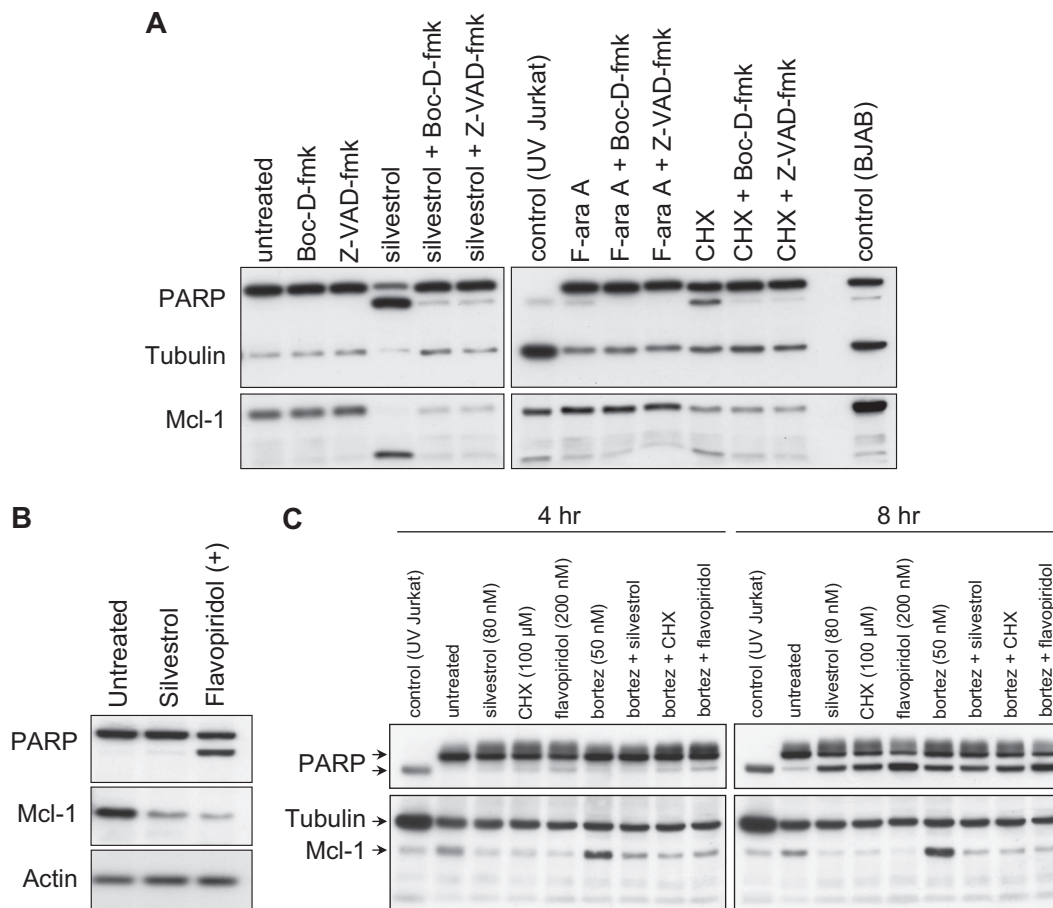 A
untreated
Boc-D-fmk
Z-VAD-fmk
silvestrol
silvestrol + Boc-D-fmk
silvestrol + Z-VAD-fmk
control (UV Jurkat)
F-ara A
F-ara A + Boc-D-fmk
F-ara A + Z-VAD-fmk
CHX
CHX + Boc-D-fmk
CHX + Z-VAD-fmk
control (BJAB)
PARP
Tubulin
Mcl-1
B
Untreated
Silvestrol
Flavopiridol (+)
PARP
Mcl-1
Actin
C
4 hr
8 hr
control (UV Jurkat)
untreated
silvestrol (80 nM)
CHX (100 µM)
flavopiridol (200 nM)
bortez (50 nM)
bortez + silvestrol
bortez + CHX
bortez + flavopiridol
control (UV Jurkat)
untreated
silvestrol (80 nM)
CHX (100 µM)
flavopiridol (200 nM)
bortez (50 nM)
bortez + silvestrol
bortez + CHX
bortez + flavopiridol
PARP
Tubulin
Mcl-1